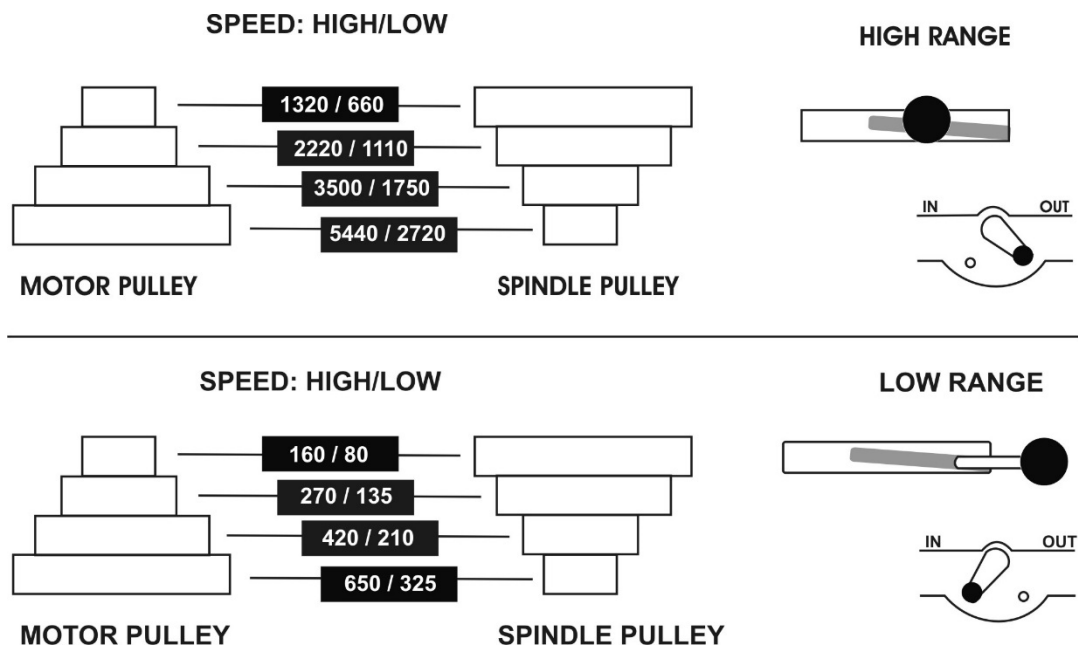 SPEED: HIGH/LOW
HIGH RANGE
1320 / 660
2220 / 1110
3500 / 1750
5440 / 2720
IN
OUT
MOTOR PULLEY
SPINDLE PULLEY
SPEED: HIGH/LOW
LOW RANGE
160 / 80
270 / 135
420 / 210
650 / 325
IN
OUT
MOTOR PULLEY
SPINDLE PULLEY